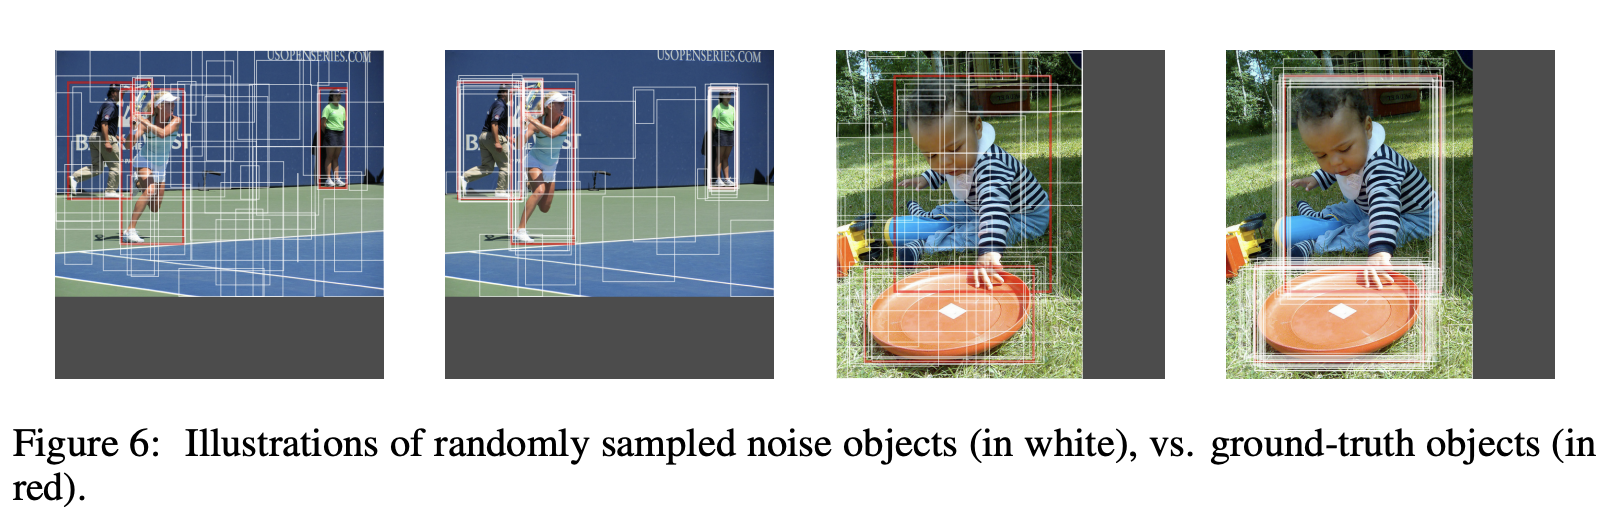 USOPENSERIES.COM
USOPENSERIES.COM
Figure 6: Illustrations of randomly sampled noise objects (in white), vs. ground-truth objects (in
red).